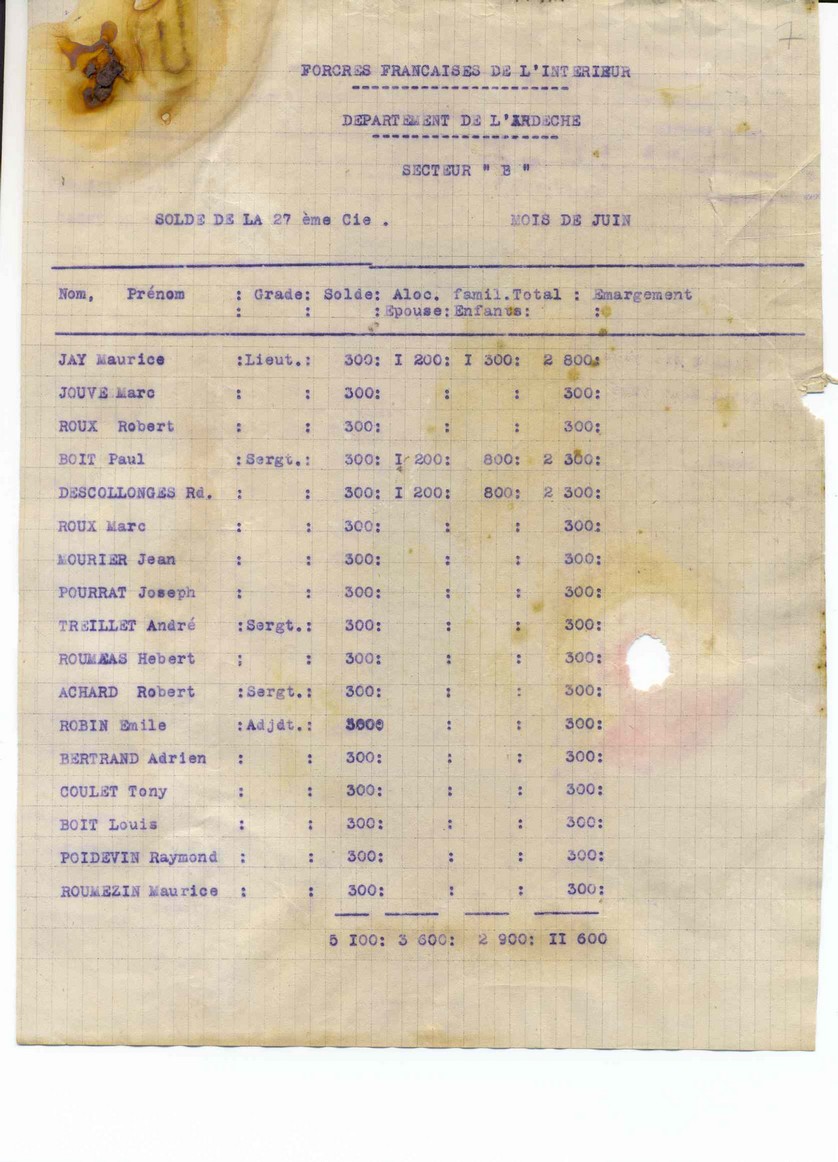 7
FORCRES FRANCAISES DE L'INTERIEUR
DEPARTEMENT DE L'ARDECHE
SECTEUR " B "
SOLDE DE LA 27 ème Cie . MOIS DE JUIN
Nom, Prénom : Grade: Solde: Aloc. famil.Total : Emargement
: : :Epouse:Enfants: :
JAY Maurice :Lieut.: 300: I 200: I 300: 2 800:
JOUVE Marc : : 300: : : 300:
ROUX Robert : : 300: : : 300:
BOIT Paul :Sergt.: 300: I 200: 800: 2 300:
DESCOLLONGES Rd. : : 300: I 200: 800: 2 300:
ROUX Marc : : 300: : : 300:
MOURIER Jean : : 300: : : 300:
POURRAT Joseph : : 300: : : 300:
TREILLET André :Sergt.: 300: : : 300:
ROUMEAS Hebert ; : 300: : : 300:
ACHARD Robert :Sergt.: 300: : : 300:
ROBIN Emile :Adjdt.: : : 300:
BERTRAND Adrien : : 300: : : 300:
COULET Tony : : 300: : : 300:
BOIT Louis : : 300: : : 300:
POIDEVIN Raymond : : 300: : : 300:
ROUMEZIN Maurice : : 300: : : 300:
5 I00: 3 600: 2 900: II 600